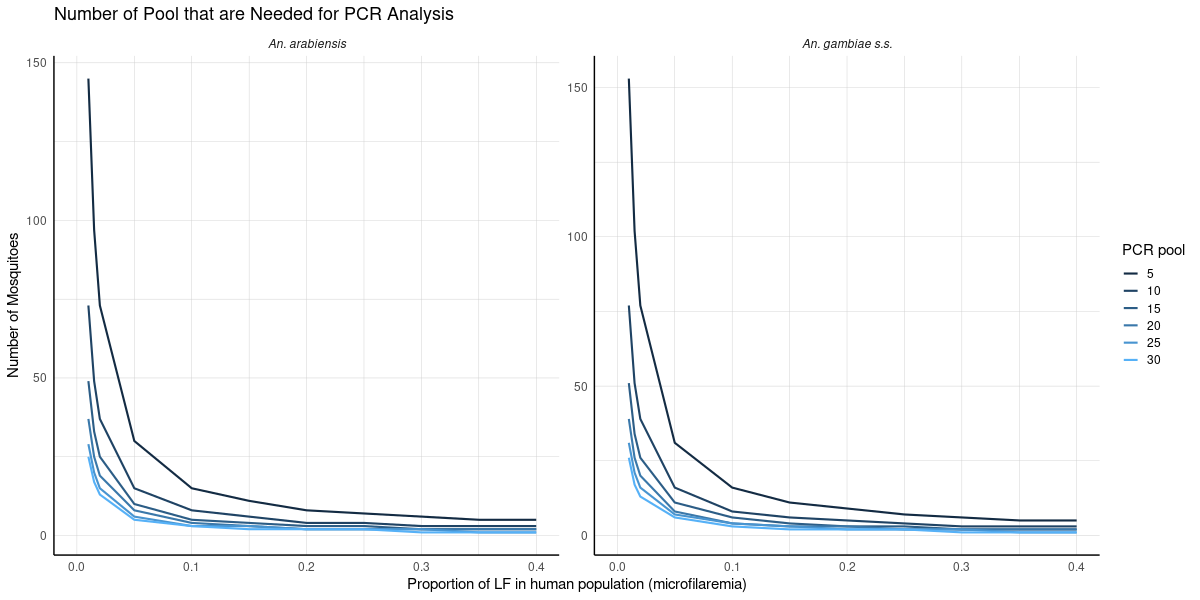 Number of Pool that are Needed for PCR Analysis
An. arabiensis
An. gambiae s.s.
150
100
50
0
150
100
50
0
Number of Mosquitoes
0.0 0.1 0.2 0.3 0.4
0.0 0.1 0.2 0.3 0.4
Proportion of LF in human population (microfilaremia)
PCR pool
5
10
15
20
25
30